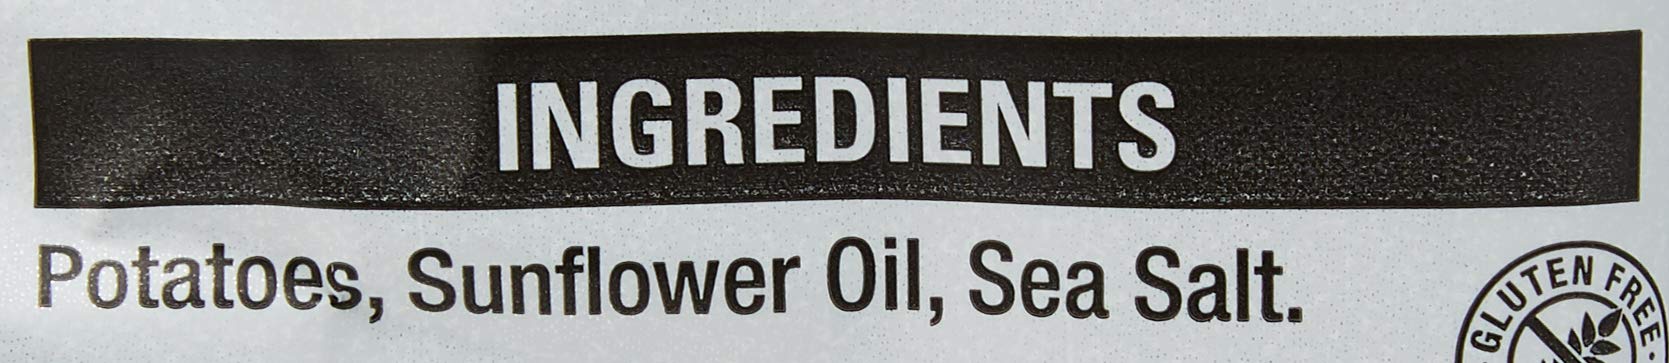 INGREDIENTS
Potatoes, Sunflower Oil, Sea Salt.
GLUTEN FREE